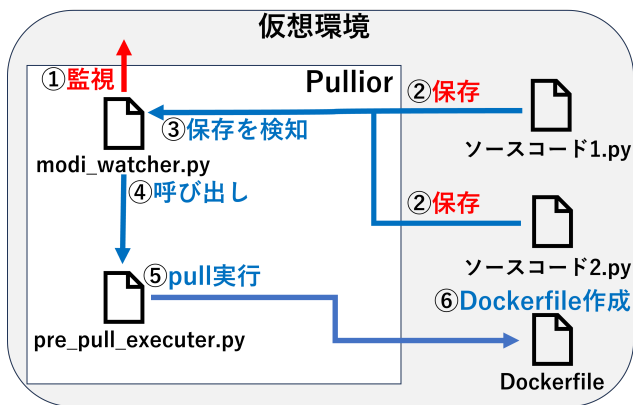 仮想環境
Pullior
①監視
②保存
③保存を検知
modi_watcher.py
ソースコード1.py
④呼び出し
②保存
ソースコード2.py
⑤pull実行
⑥Dockerfile作成
pre_pull_executer.py
Dockerfile